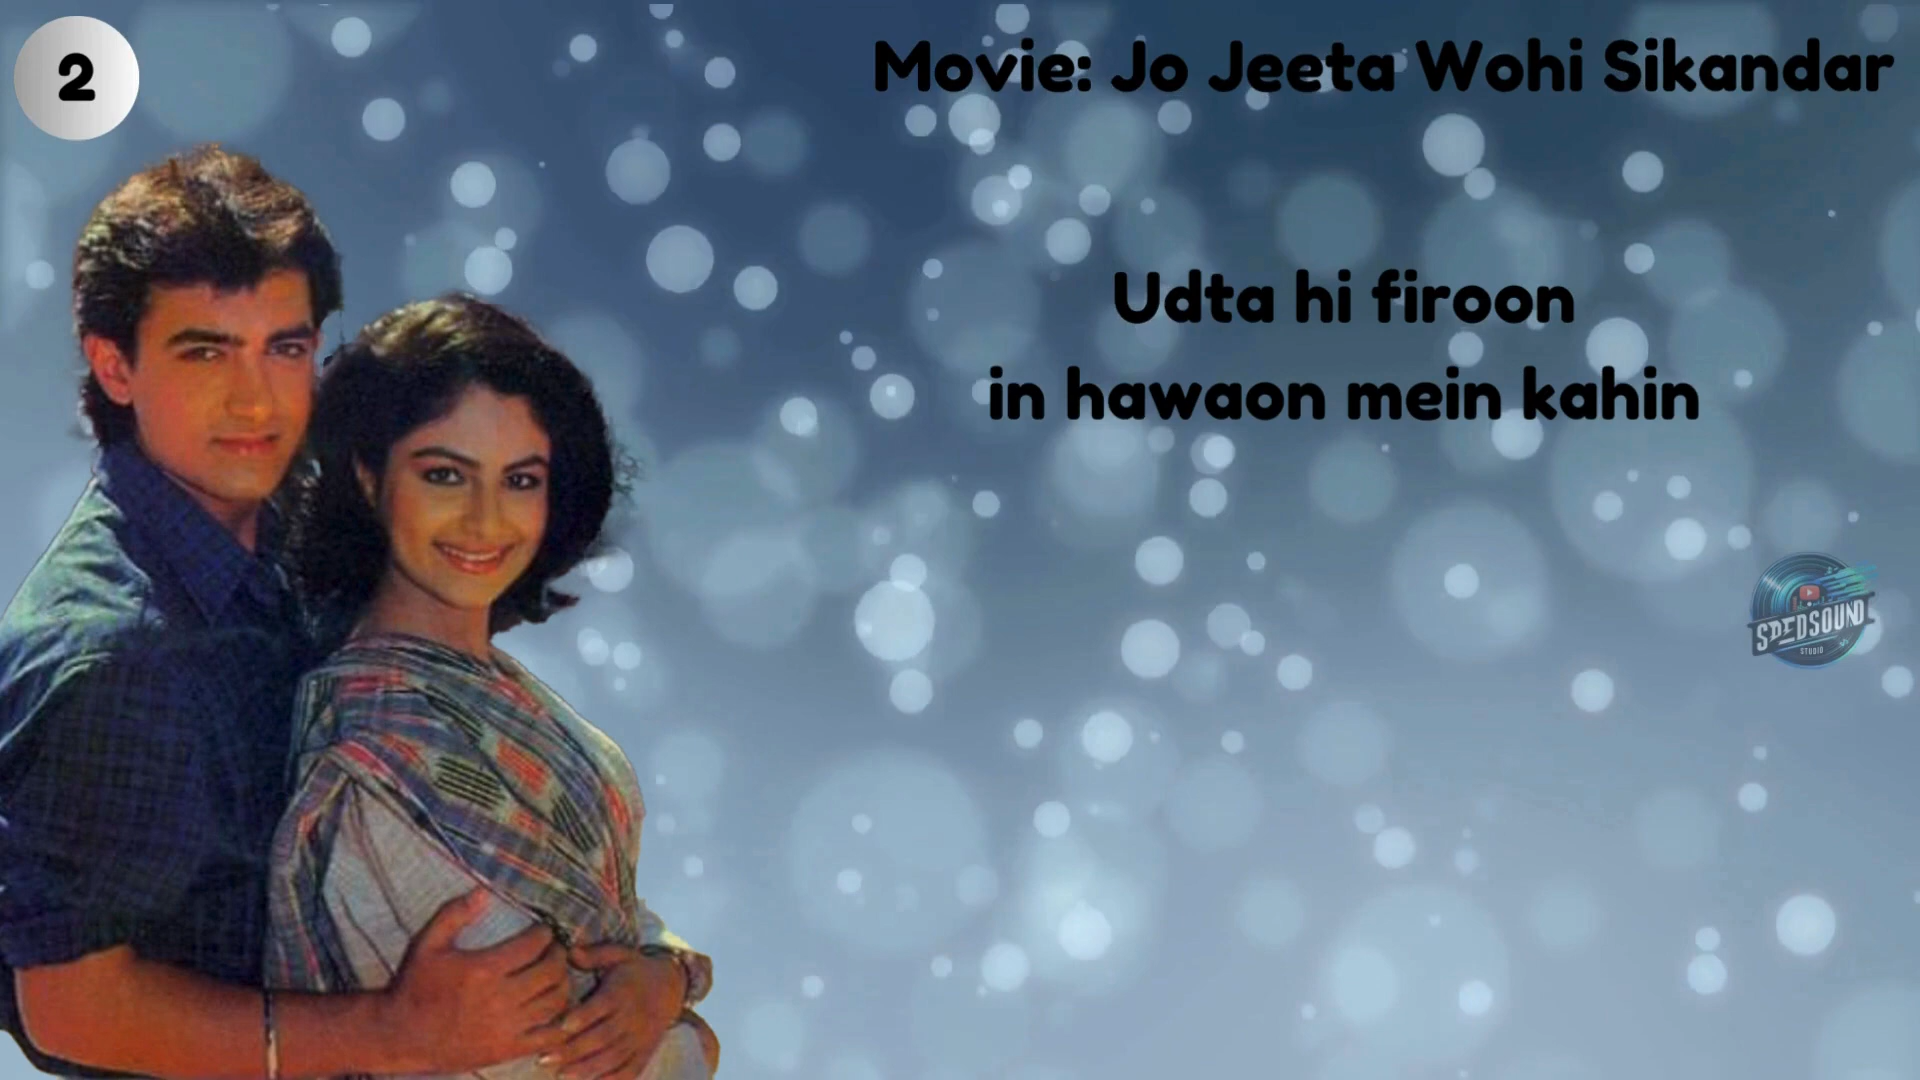 2
Movie: Jo Jeeta Wohi Sikandar
Udta hi firoon
in hawaon mein kahin
SPEDSOUND
STUDIO